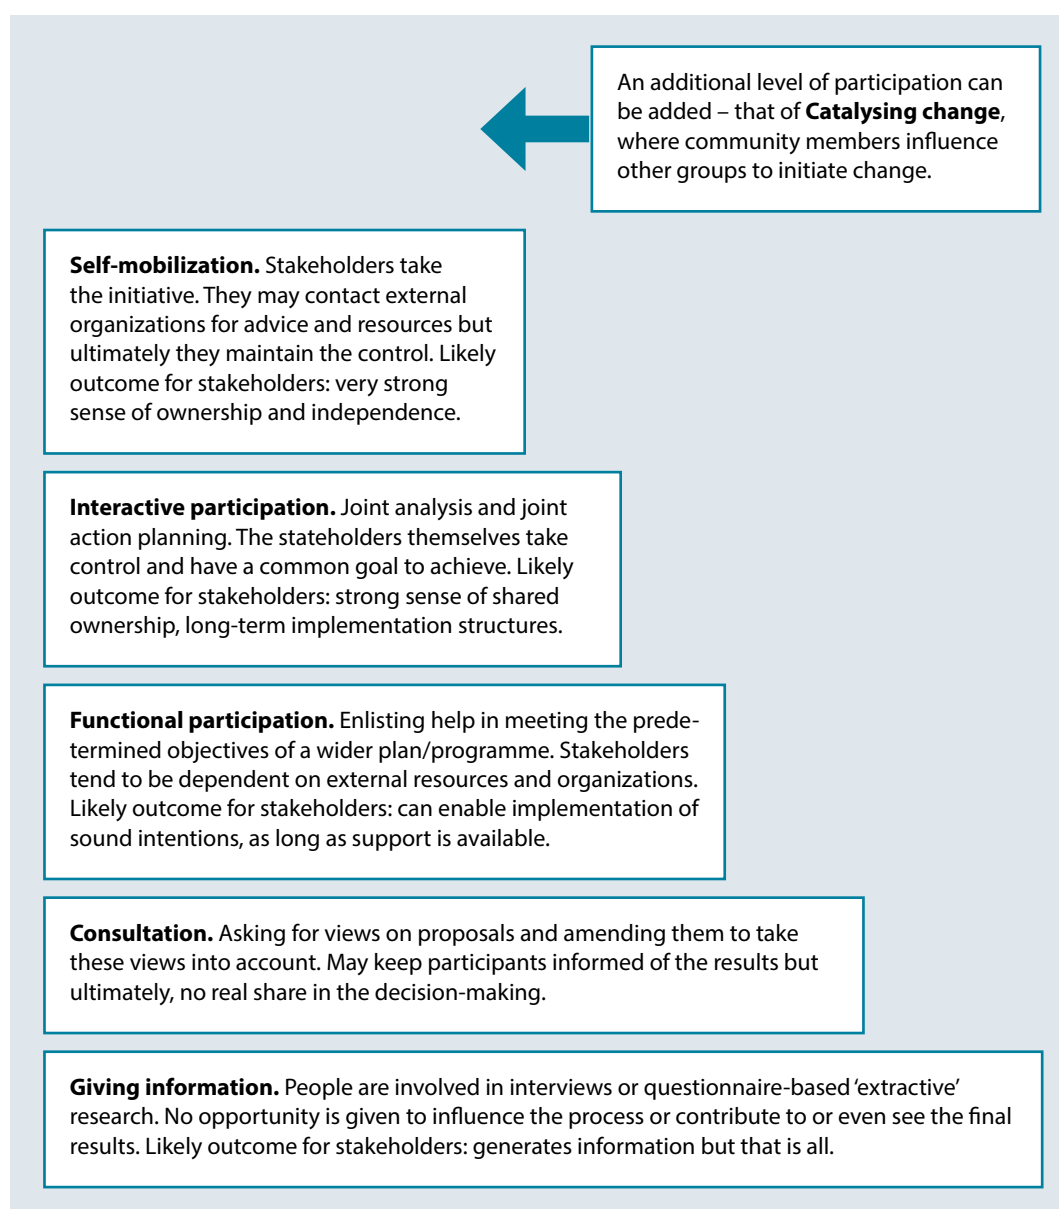 An additional level of participation can
be added – that of Catalysing change,
where community members influence
other groups to initiate change.
Self-mobilization. Stakeholders take
the initiative. They may contact external
organizations for advice and resources but
ultimately they maintain the control. Likely
outcome for stakeholders: very strong
sense of ownership and independence.
Interactive participation. Joint analysis and joint
action planning. The stateholders themselves take
control and have a common goal to achieve. Likely
outcome for stakeholders: strong sense of shared
ownership, long-term implementation structures.
Functional participation. Enlisting help in meeting the prede-
termined objectives of a wider plan/programme. Stakeholders
tend to be dependent on external resources and organizations.
Likely outcome for stakeholders: can enable implementation of
sound intentions, as long as support is available.
Consultation. Asking for views on proposals and amending them to take
these views into account. May keep participants informed of the results but
ultimately, no real share in the decision-making.
Giving information. People are involved in interviews or questionnaire-based ‘extractive’
research. No opportunity is given to influence the process or contribute to or even see the final
results. Likely outcome for stakeholders: generates information but that is all.